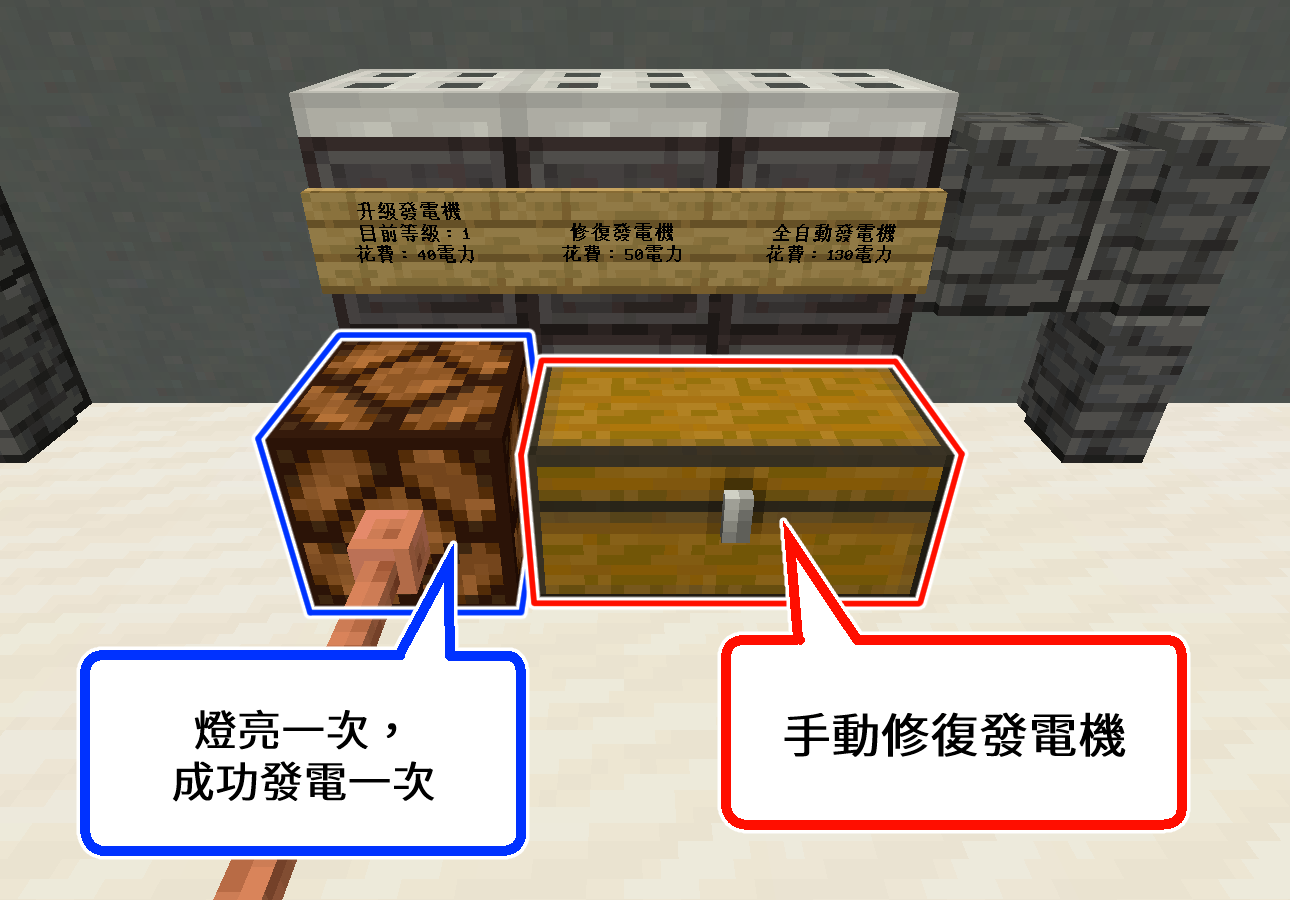 升級發電機
目前等級：1
花費：40電力
修復發電機
花費：50電力
全自動發電機
花費：130電力
燈亮一次，
成功發電一次
手動修復發電機